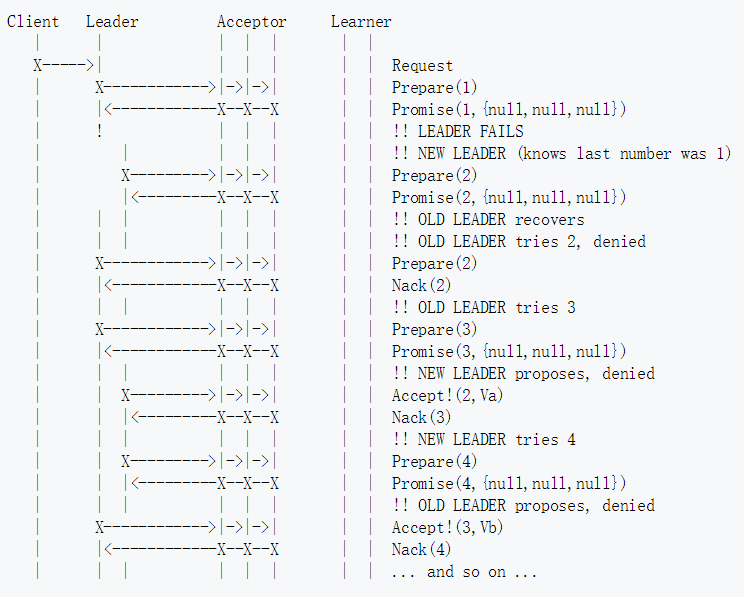 Client   Leader         Acceptor     Learner
   |         |          |  |  |       |  |
   X----->|          |  |  |       |  |  Request
   |         X------------>|->|->|       |  |  Prepare(1)
   |         |<------------X--X--X       |  |  Promise(1,{null,null,null})
   |         !          |  |  |       |  |  !! LEADER FAILS
   |            |       |  |  |       |  |  !! NEW LEADER (knows last number was 1)
   |            X---------->|->|->|       |  |  Prepare(2)
   |            |<----------X--X--X       |  |  Promise(2,{null,null,null})
   |         |  |       |  |  |       |  |  !! OLD LEADER recovers
   |         |  |       |  |  |       |  |  !! OLD LEADER tries 2, denied
   |         X------------>|->|->|       |  |  Prepare(2)
   |         |<------------X--X--X       |  |  Nack(2)
   |         |  |       |  |  |       |  |  !! OLD LEADER tries 3
   |         X------------>|->|->|       |  |  Prepare(3)
   |         |<------------X--X--X       |  |  Promise(3,{null,null,null})
   |         |  |       |  |  |       |  |  !! NEW LEADER proposes, denied
   |         |  X---------->|->|->|       |  |  Accept!(2,Va)
   |         |  |<----------X--X--X       |  |  Nack(3)
   |         |  |       |  |  |       |  |  !! NEW LEADER tries 4
   |         |  X---------->|->|->|       |  |  Prepare(4)
   |         |  |<----------X--X--X       |  |  Promise(4,{null,null,null})
   |         |  |       |  |  |       |  |  !! OLD LEADER proposes, denied
   |         X------------>|->|->|       |  |  Accept!(3,Vb)
   |         |<------------X--X--X       |  |  Nack(4)
   |         |  |       |  |  |       |  |  ... and so on ...